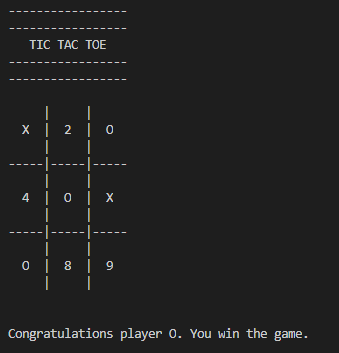 -----------------
-----------------
TIC TAC TOE
-----------------
-----------------
| |
X | 2 | O
| |
-----|-----|-----
| |
4 | O | X
| |
-----|-----|-----
| |
O | 8 | 9
| |
Congratulations player O. You win the game.